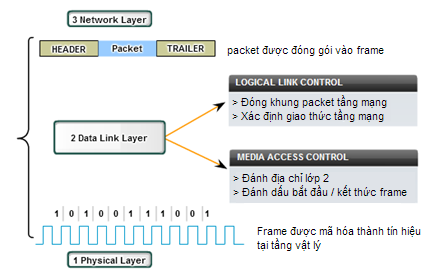 3 Network Layer
HEADER Packet TRAILER
packet được đóng gói vào frame
LOGICAL LINK CONTROL
> Đóng khung packet tầng mạng
> Xác định giao thức tầng mạng
2 Data Link Layer
MEDIA ACCESS CONTROL
> Đánh địa chỉ lớp 2
> Đánh dấu bắt đầu / kết thúc frame
1 0 1 0 1 1 1 0 0 1
Frame được mã hóa thành tín hiệu
tại tầng vật lý
1 Physical Layer